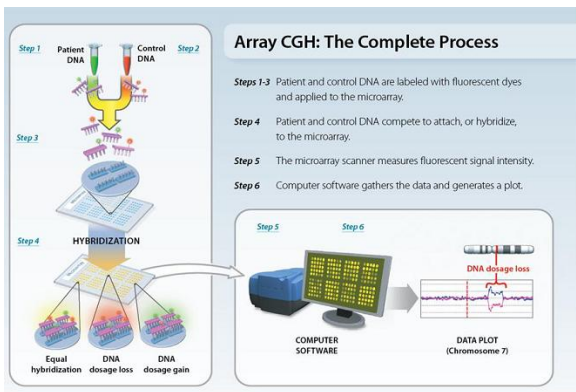 Step 1
Patient
DNA
Control
DNA
Step 2
Step 3
HYBRIDIZATION
Step 4
Equal
hybridization
DNA
dosage loss
DNA
dosage gain
Array CGH: The Complete Process
Steps 1-3 Patient and control DNA are labeled with fluorescent dyes
and applied to the microarray.
Step 4 Patient and control DNA compete to attach, or hybridize,
to the microarray.
Step 5 The microarray scanner measures fluorescent signal intensity.
Step 6 Computer software gathers the data and generates a plot.
Step 5
Step 6
DNA dosage loss
COMPUTER
SOFTWARE
DATA PLOT
(Chromosome 7)